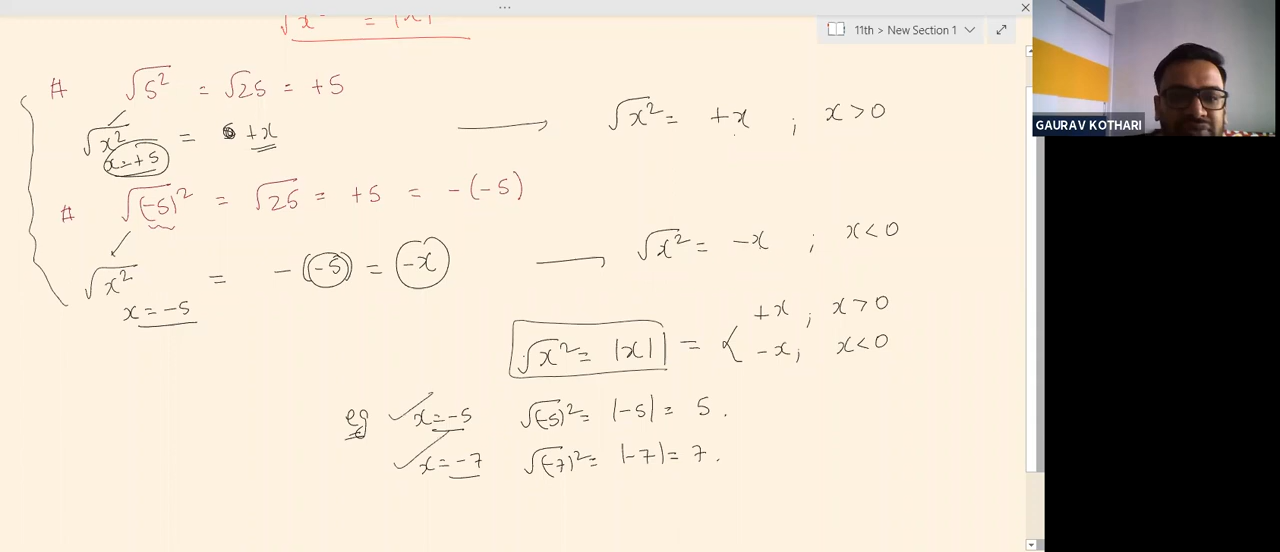 √x² = |x|
11th > New Section 1
# √5² = √25 = +5
√x² = +x
x=+5
√x² = +x ; x>0
GAURAV KOTHARI
# √(-5)² = √25 = +5 = -(-5)
√x² = -(-5) = -x
x=-5
√x² = -x ; x<0
√x² = |x| = { +x ; x>0
-x; x<0
eg x=-5 √(-5)² = |-5| = 5.
x=-7 √(-7)² = |-7| = 7.